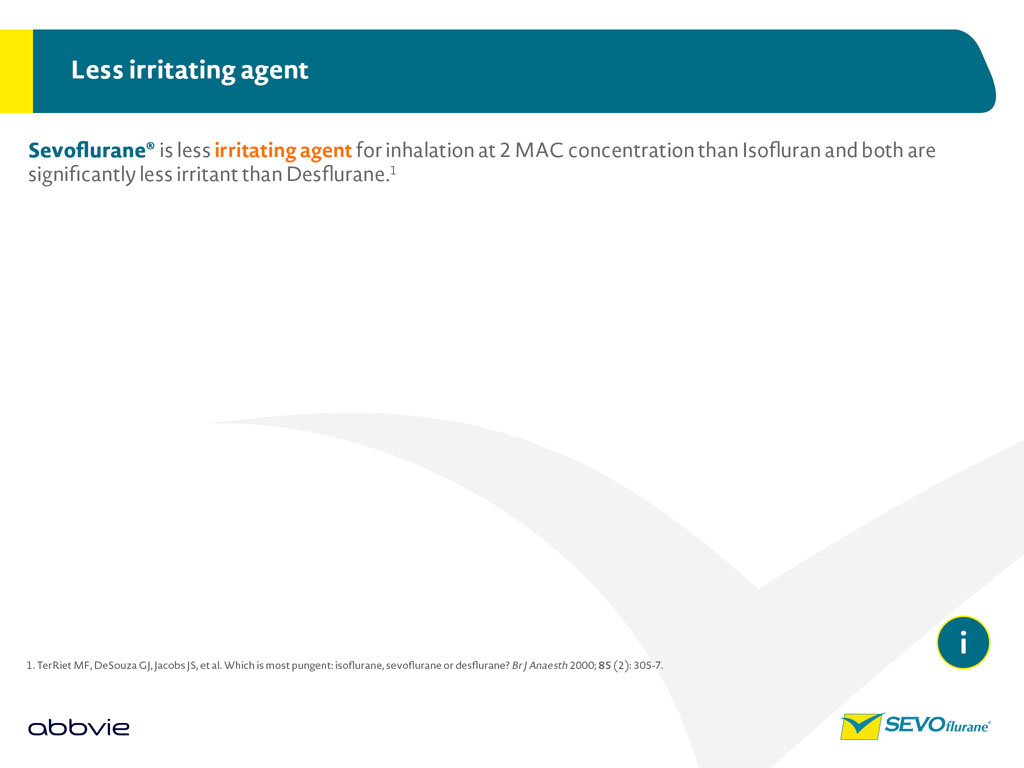 Less irritating agent
Sevoflurane® is less irritating agent for inhalation at 2 MAC concentration than Isofluran and both are
significantly less irritant than Desflurane.1
i
1. TerRiet MF, DeSouza GJ, Jacobs JS, et al. Which is most pungent: isoflurane, sevoflurane or desflurane? Br J Anaesth 2000; 85 (2): 305-7.
abbvie
SEVOflurane®